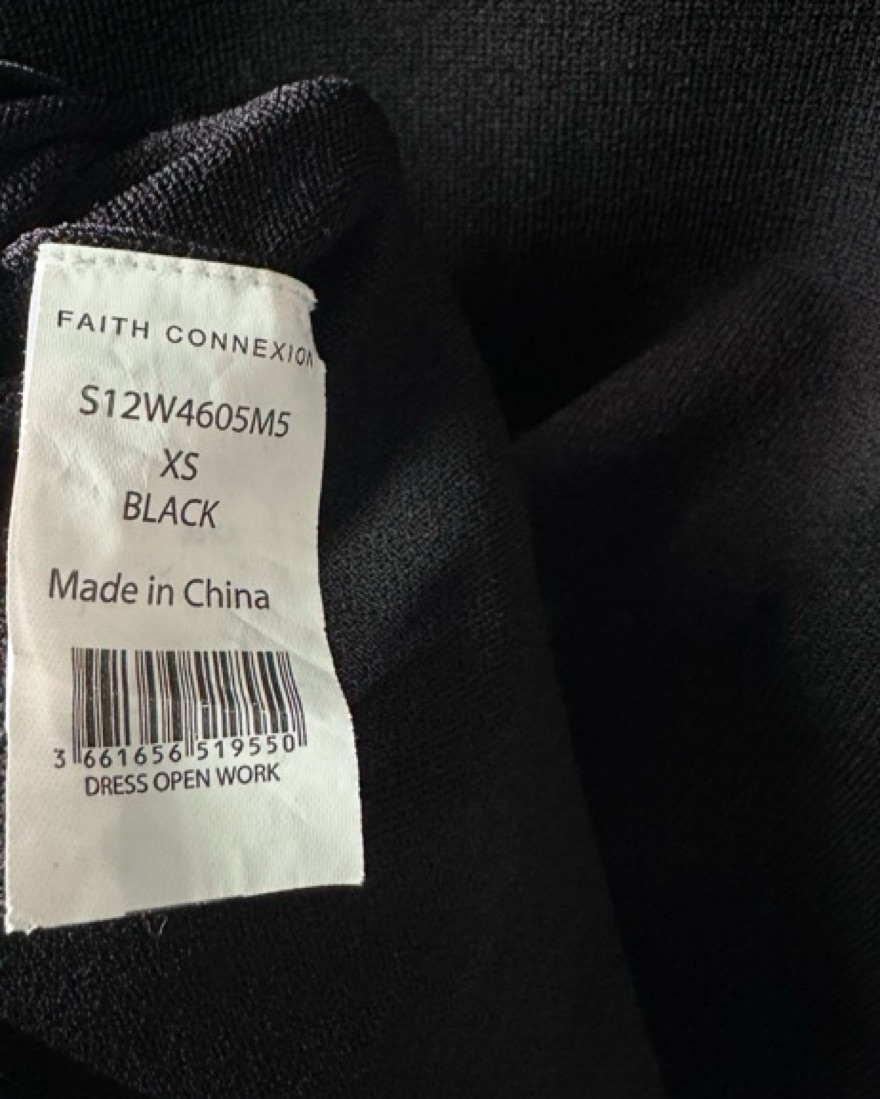 FAITH CONNEXION
S12W4605M5
XS
BLACK
Made in China
3 661656 519550
DRESS OPEN WORK